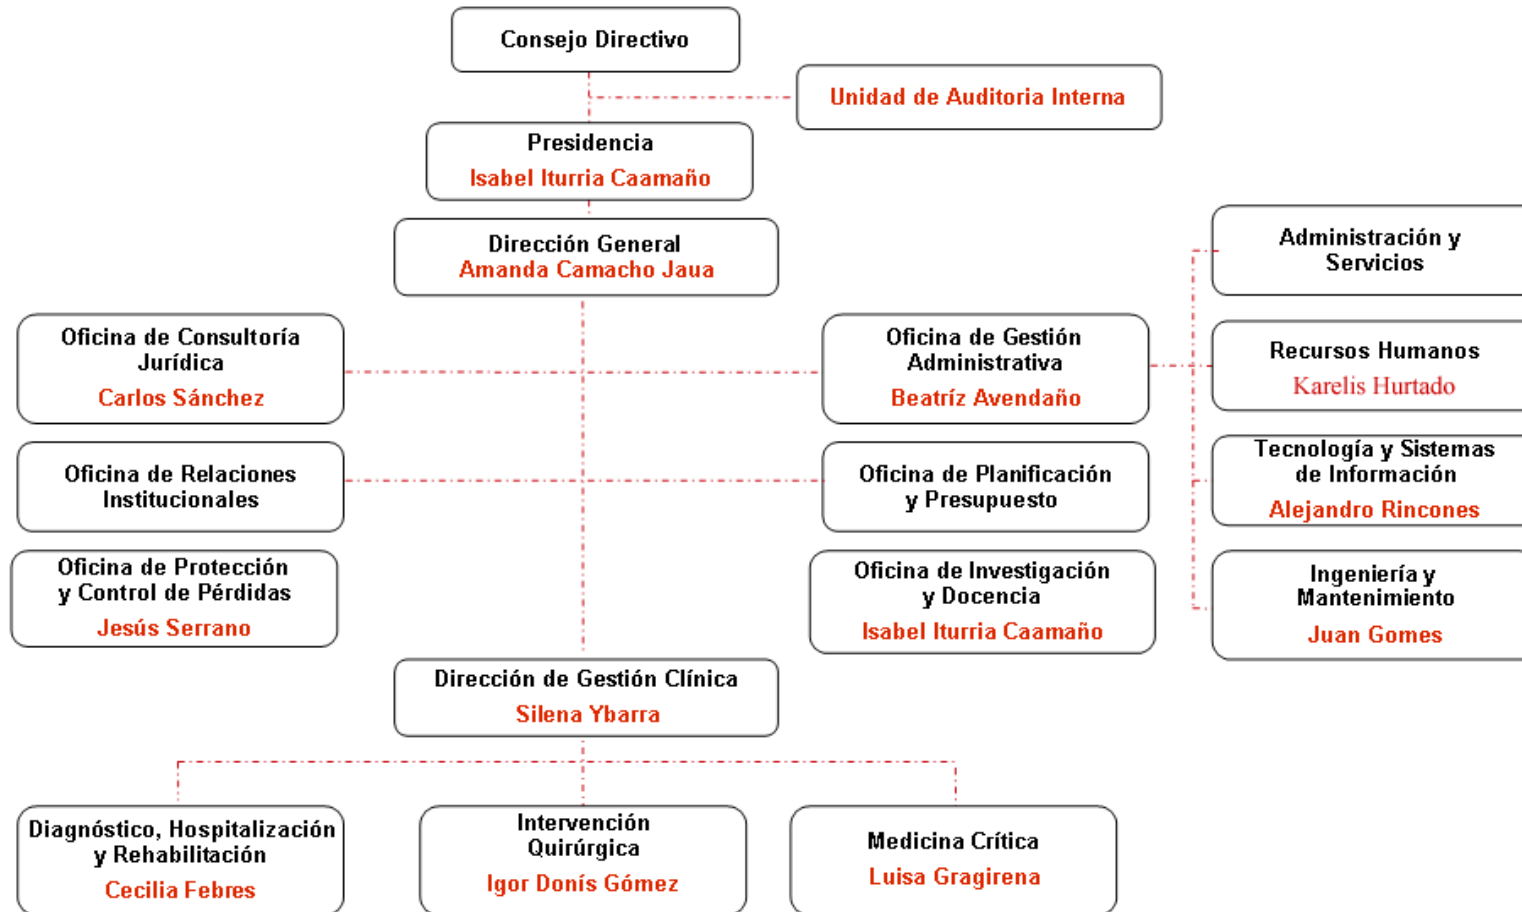 Consejo Directivo
Unidad de Auditoria Interna
Presidencia
Isabel Iturria Caamaño
Dirección General
Amanda Camacho Jaua
Administración y
Servicios
Oficina de Consultoría
Jurídica
Carlos Sánchez
Oficina de Gestión
Administrativa
Beatríz Avendaño
Recursos Humanos
Karelis Hurtado
Oficina de Relaciones
Institucionales
Oficina de Planificación
y Presupuesto
Tecnología y Sistemas
de Información
Alejandro Rincones
Oficina de Protección
y Control de Pérdidas
Jesús Serrano
Oficina de Investigación
y Docencia
Isabel Iturria Caamaño
Ingeniería y
Mantenimiento
Juan Gomes
Dirección de Gestión Clínica
Silena Ybarra
Diagnóstico, Hospitalización
y Rehabilitación
Cecilia Febres
Intervención
Quirúrgica
Igor Donís Gómez
Medicina Crítica
Luisa Gragirena